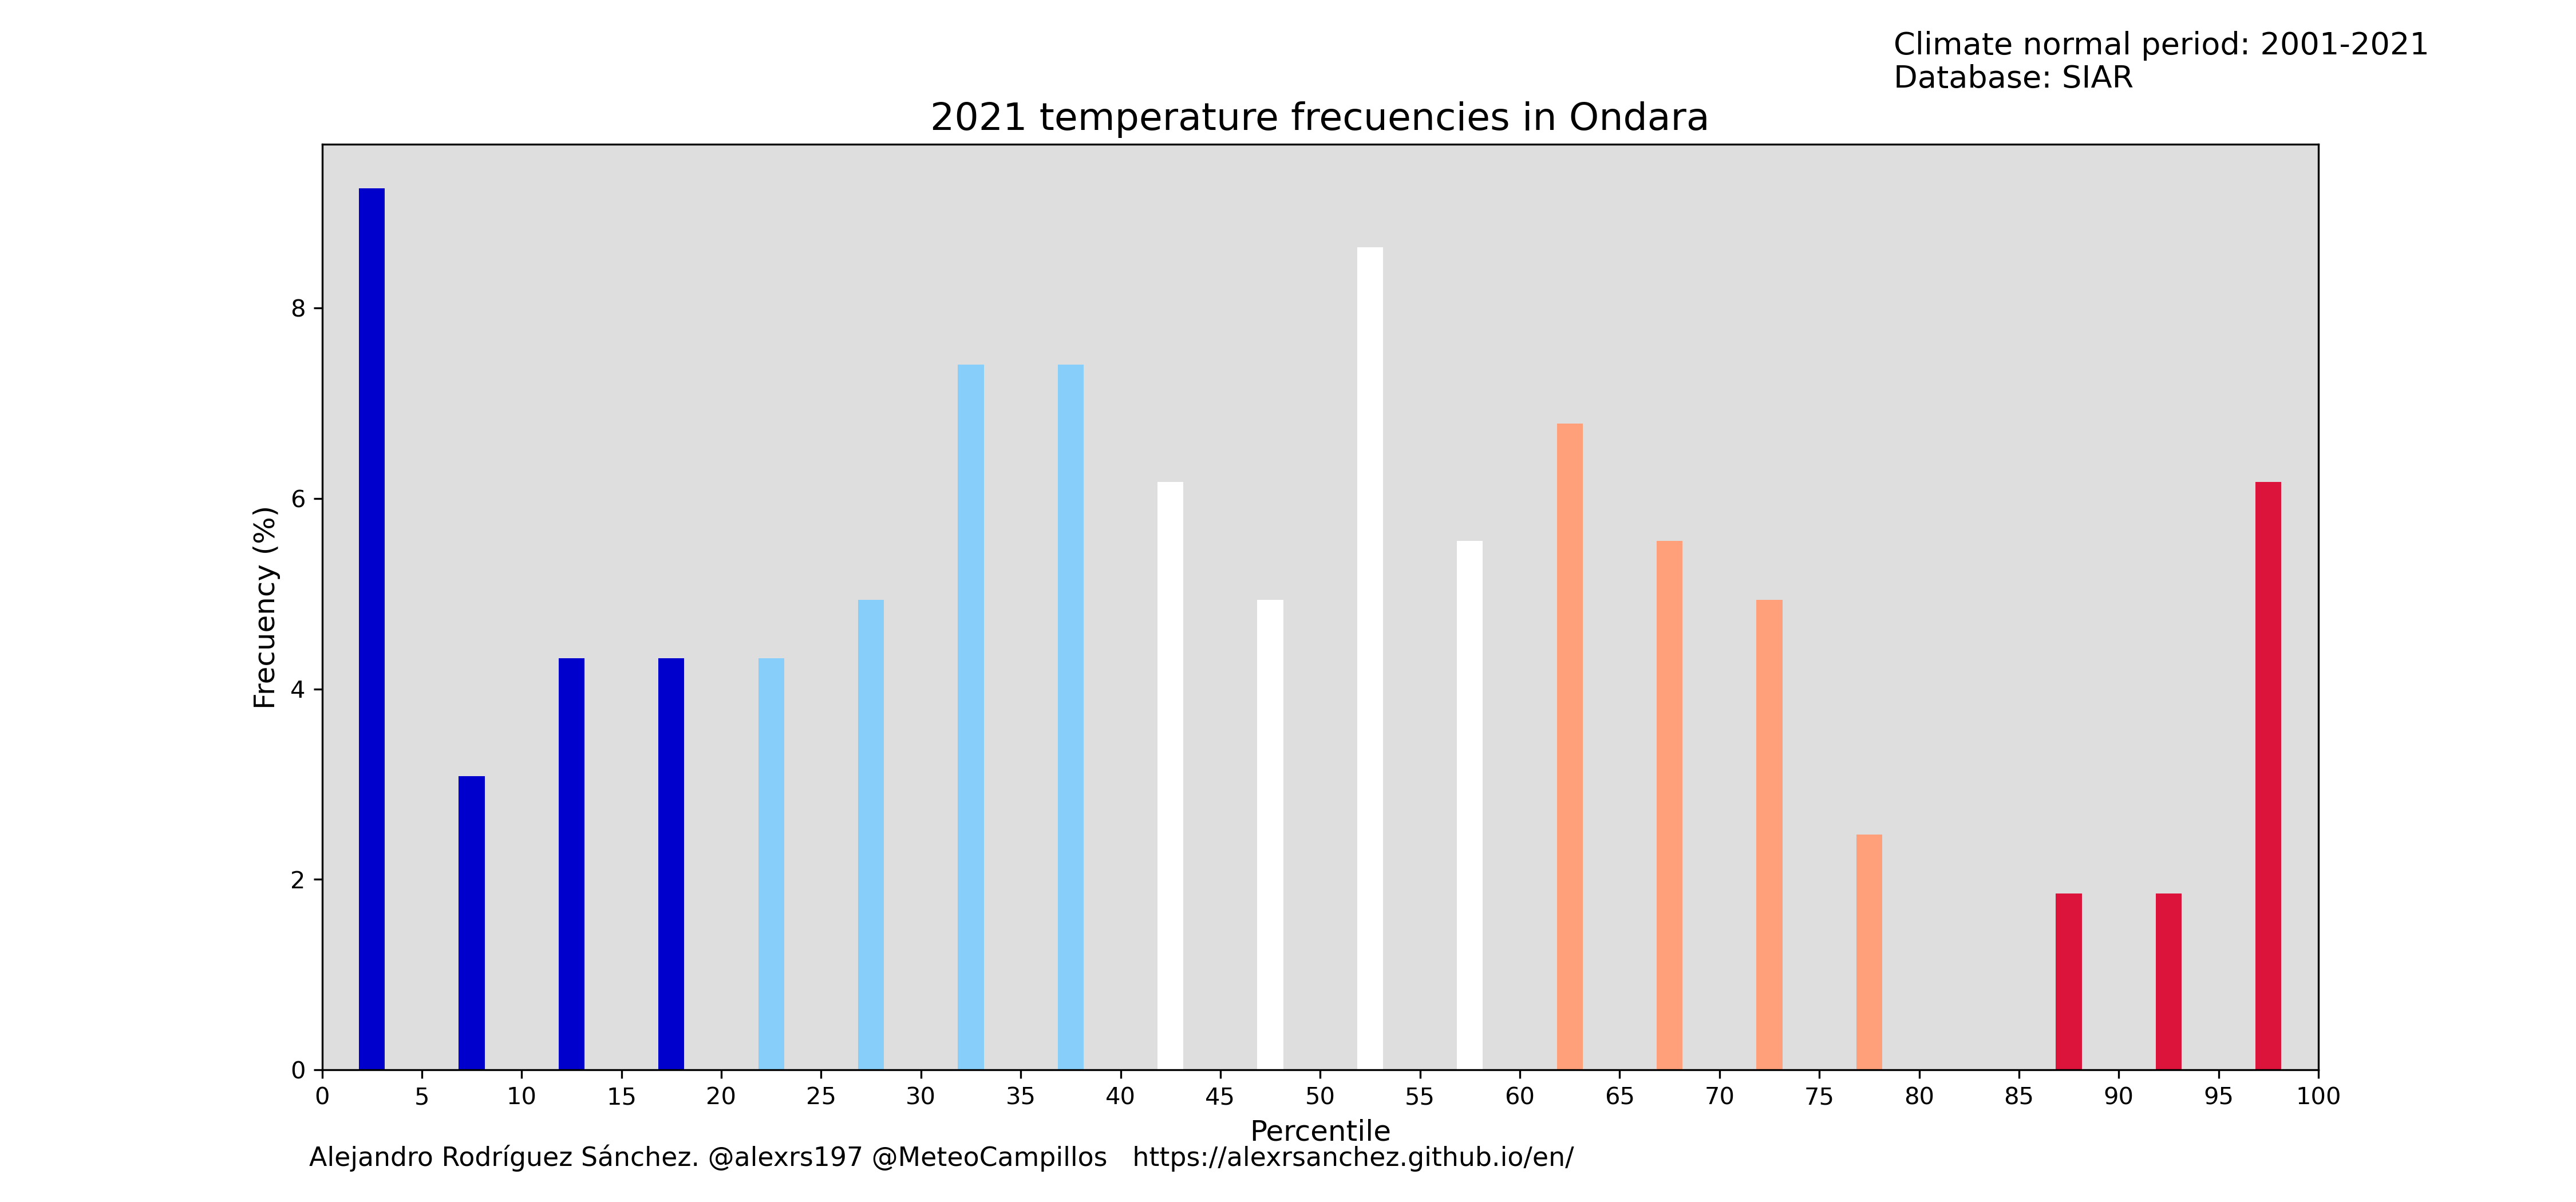 Climate normal period: 2001-2021
Database: SIAR
2021 temperature frecuencies in Ondara
Frecuency (%)
8
6
4
2
0
0 5 10 15 20 25 30 35 40 45 50 55 60 65 70 75 80 85 90 95 100
Percentile
Alejandro Rodríguez Sánchez. @alexrs197 @MeteoCampillos https://alexrsanchez.github.io/en/